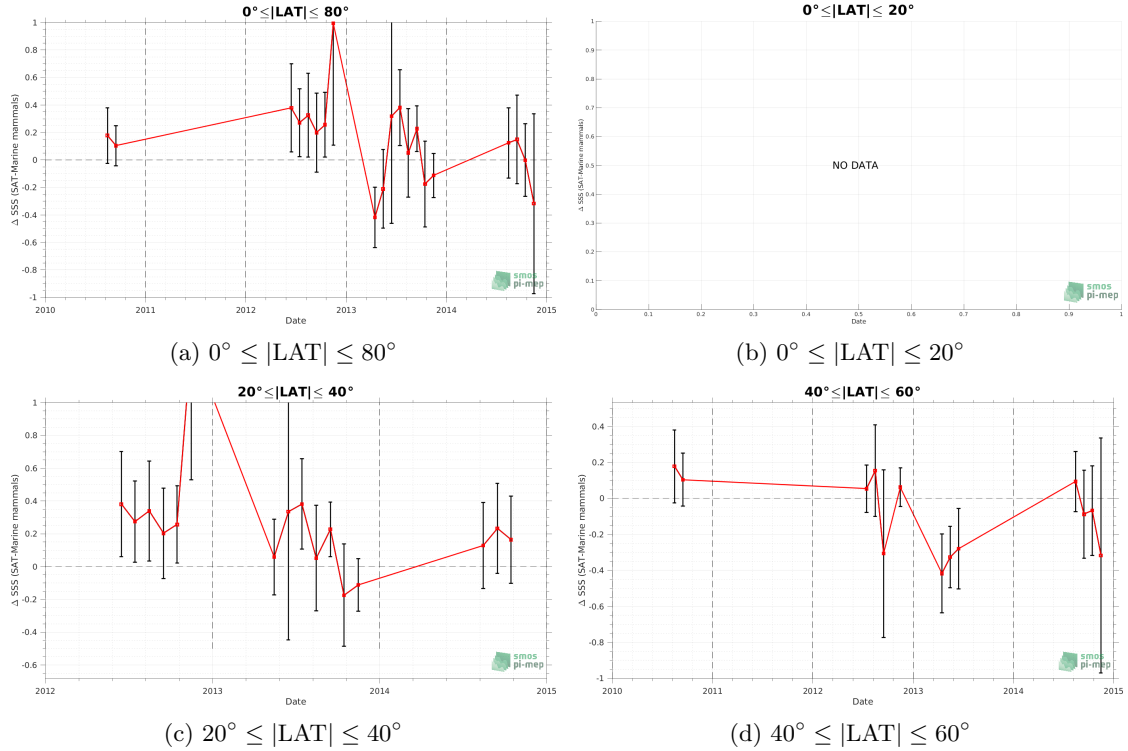 0°≤|LAT|≤ 80°
1
0.8
0.6
0.4
0.2
0
-0.2
-0.4
-0.6
-0.8
-1
Δ SSS (SAT-Marine mammals)
2010
2011
2012
2013
2014
2015
Date
smos
pi-mep
(a) 0° ≤ |LAT| ≤ 80°
0°≤|LAT|≤ 20°
1
0.9
0.8
0.7
0.6
0.5
0.4
0.3
0.2
0.1
0
Δ SSS (SAT-Marine mammals)
NO DATA
0
0.1
0.2
0.3
0.4
0.5
0.6
0.7
0.8
0.9
1
Date
smos
pi-mep
(b) 0° ≤ |LAT| ≤ 20°
20°≤|LAT|≤ 40°
1
0.8
0.6
0.4
0.2
0
-0.2
-0.4
-0.6
Δ SSS (SAT-Marine mammals)
2012
2013
2014
2015
Date
smos
pi-mep
(c) 20° ≤ |LAT| ≤ 40°
40°≤|LAT|≤ 60°
0.4
0.2
0
-0.2
-0.4
-0.6
-0.8
-1
Δ SSS (SAT-Marine mammals)
2010
2011
2012
2013
2014
2015
Date
smos
pi-mep
(d) 40° ≤ |LAT| ≤ 60°